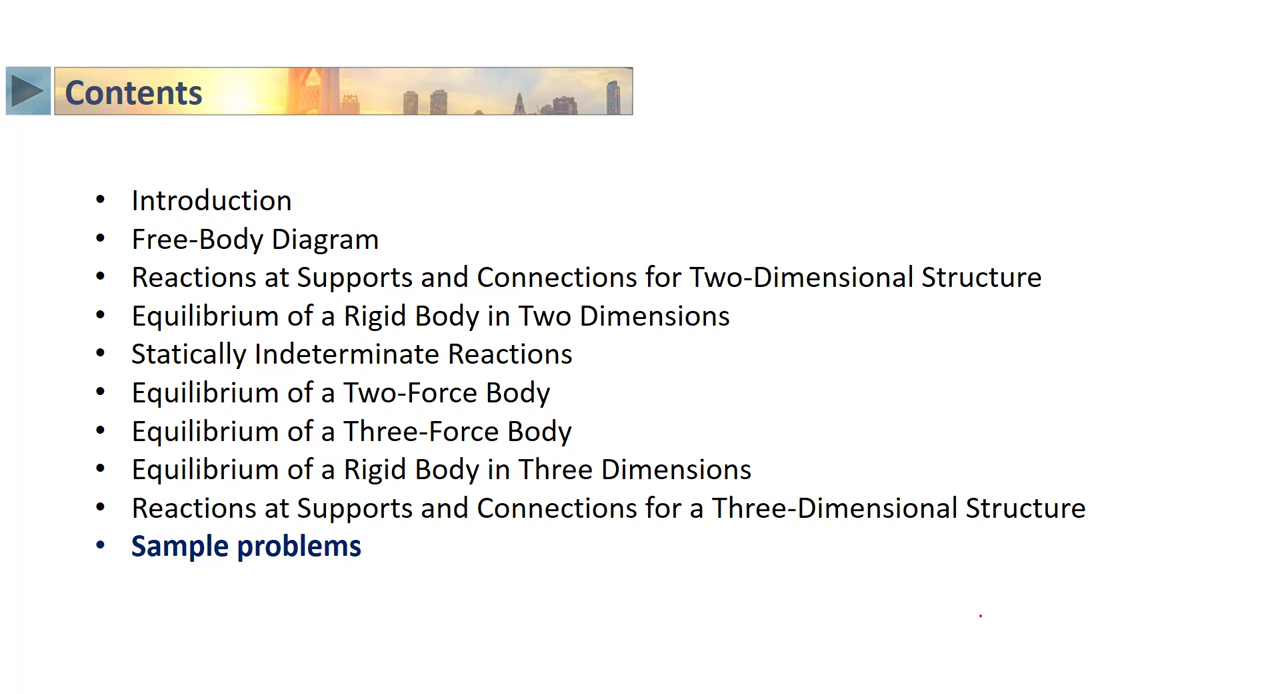 Contents
• Introduction
• Free-Body Diagram
• Reactions at Supports and Connections for Two-Dimensional Structure
• Equilibrium of a Rigid Body in Two Dimensions
• Statically Indeterminate Reactions
• Equilibrium of a Two-Force Body
• Equilibrium of a Three-Force Body
• Equilibrium of a Rigid Body in Three Dimensions
• Reactions at Supports and Connections for a Three-Dimensional Structure
• Sample problems